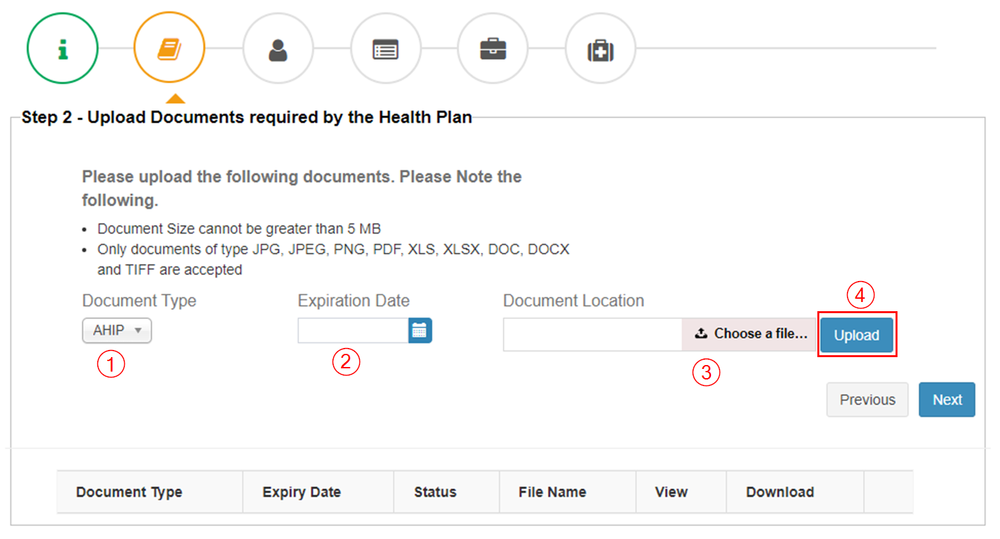 Step 2 - Upload Documents required by the Health Plan
Please upload the following documents. Please Note the
following.
• Document Size cannot be greater than 5 MB
• Only documents of type JPG, JPEG, PNG, PDF, XLS, XLSX, DOC, DOCX
and TIFF are accepted
Document Type Expiration Date Document Location 4
AHIP Choose a file... Upload
1 2 3
Previous Next
Document Type Expiry Date Status File Name View Download